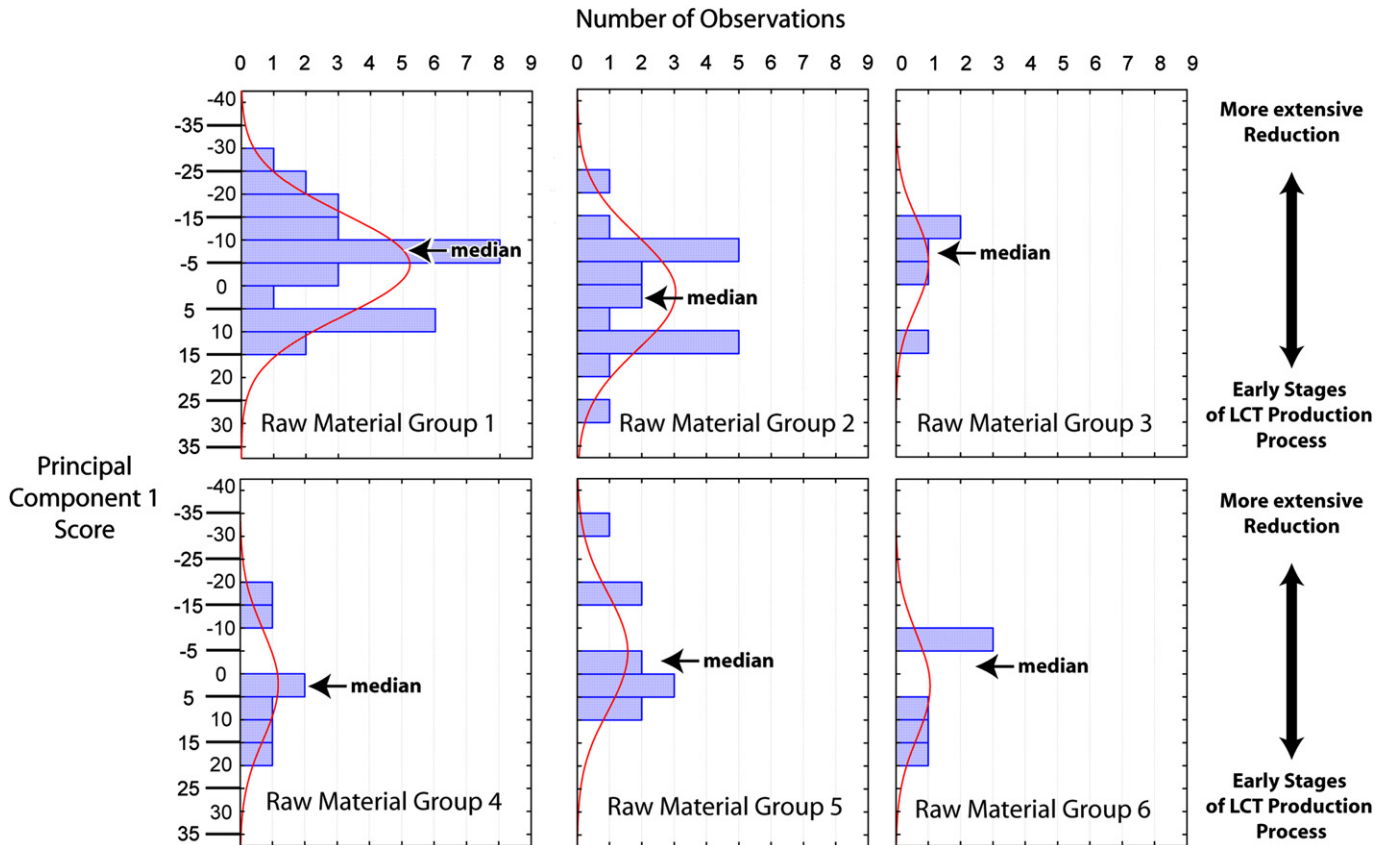 Number of Observations
0 1 2 3 4 5 6 7 8 9
0 1 2 3 4 5 6 7 8 9
0 1 2 3 4 5 6 7 8 9
-40
-35
-30
-25
-20
-15
-10
-5
0
5
10
15
20
25
30
35
median
Raw Material Group 1
median
Raw Material Group 2
median
Raw Material Group 3
More extensive
Reduction
Early Stages
of LCT Production
Process
Principal
Component 1
Score
-40
-35
-30
-25
-20
-15
-10
-5
0
5
10
15
20
25
30
35
median
Raw Material Group 4
median
Raw Material Group 5
median
Raw Material Group 6
More extensive
Reduction
Early Stages
of LCT Production
Process